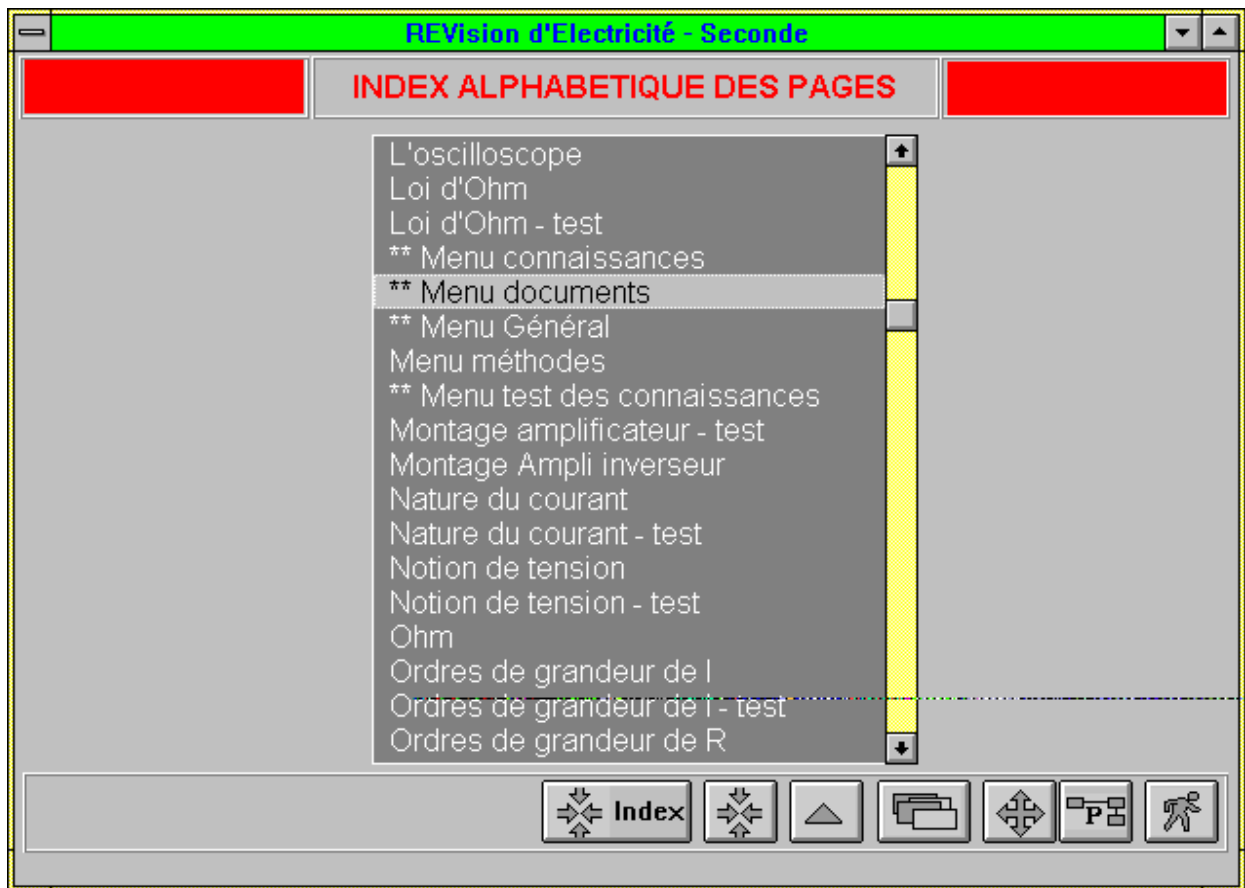 REVision d'Electricité - Seconde
INDEX ALPHABETIQUE DES PAGES
L'oscilloscope
Loi d'Ohm
Loi d'Ohm - test
** Menu connaissances
** Menu documents
** Menu Général
Menu méthodes
** Menu test des connaissances
Montage amplificateur - test
Montage Ampli inverseur
Nature du courant
Nature du courant - test
Notion de tension
Notion de tension - test
Ohm
Ordres de grandeur de I
Ordres de grandeur de I - test
Ordres de grandeur de R
Index P